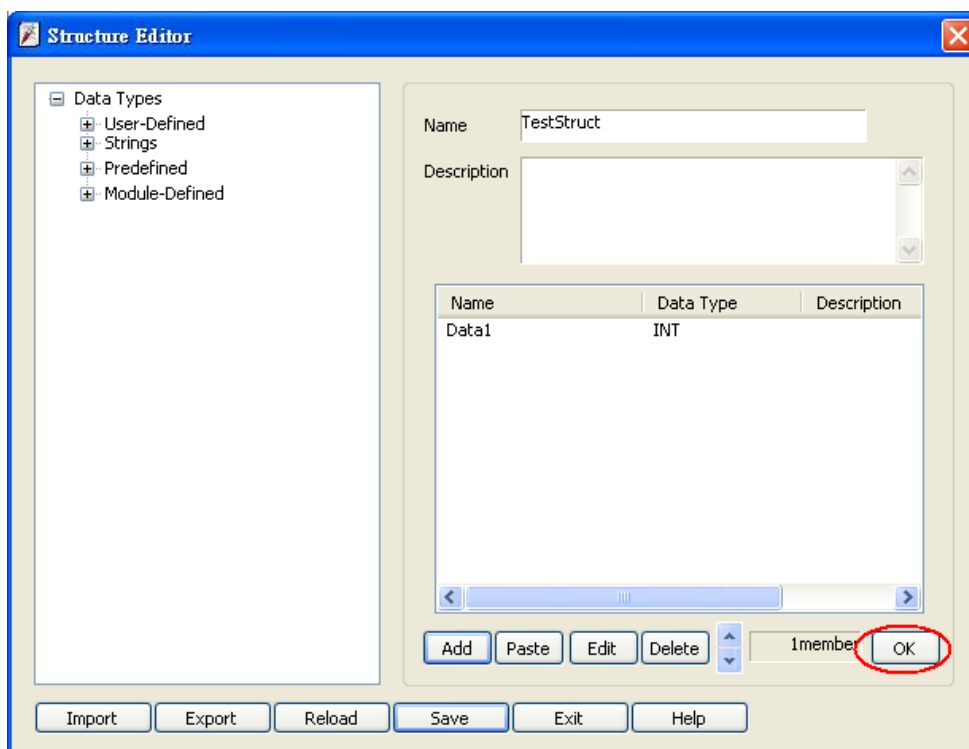 Structure Editor
Data Types
User-Defined
Strings
Predefined
Module-Defined
Name TestStruct
Description
Name Data Type Description
Data1 INT
Add Paste Edit Delete 1member OK
Import Export Reload Save Exit Help